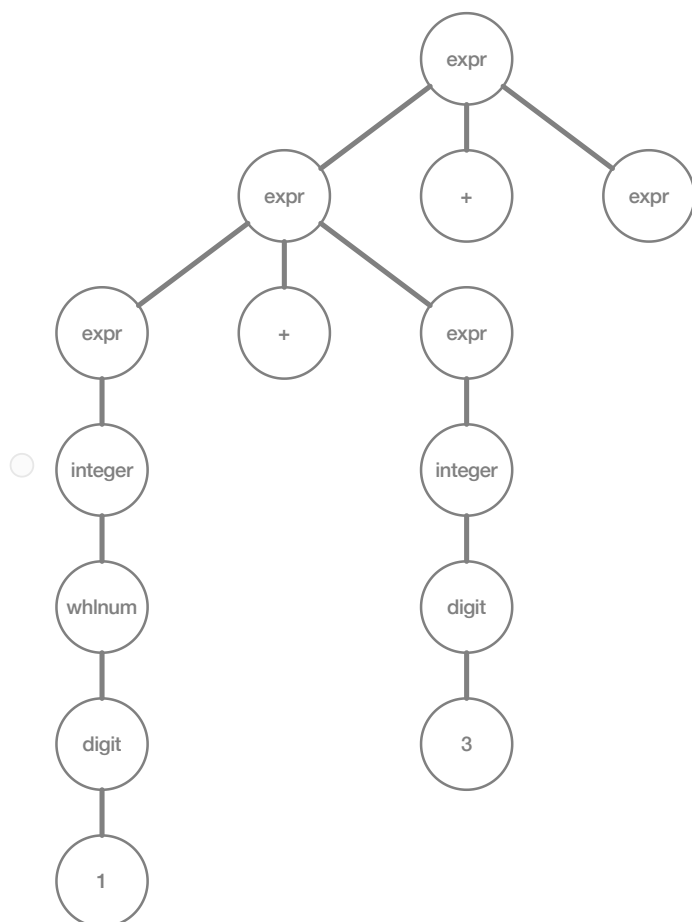 expr
expr + expr
expr + expr
integer integer
whlnum digit
digit 3
1